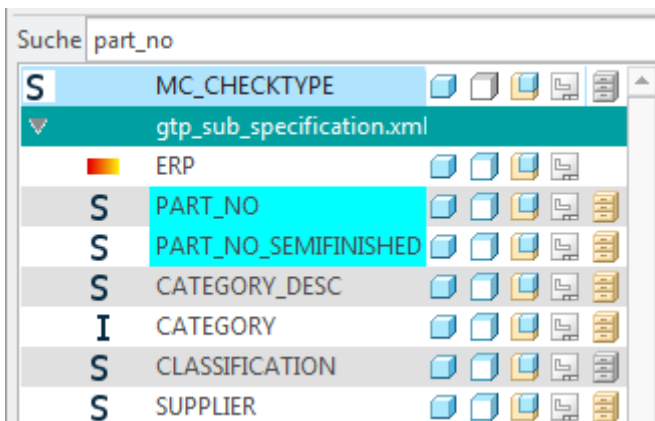 Suche part_no
S MC_CHECKTYPE
gtp_sub_specification.xml
ERP
S PART_NO
S PART_NO_SEMIFINISHED
S CATEGORY_DESC
I CATEGORY
S CLASSIFICATION
S SUPPLIER